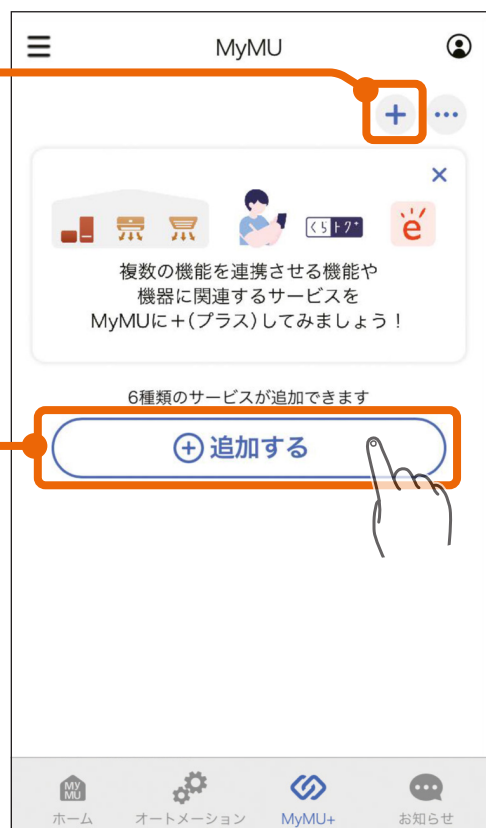 MyMU
複数の機能を連携させる機能や
機器に関連するサービスを
MyMUに+(プラス)してみましょう!
くらトク+
é
6種類のサービスが追加できます
追加する
MY
MU
ホーム
オートメーション
MyMU+
お知らせ